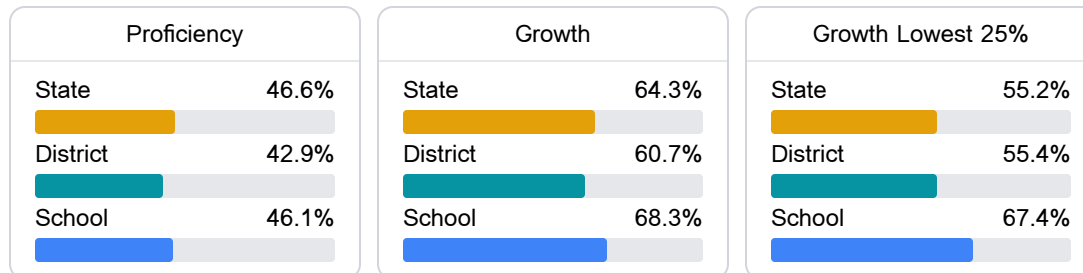 Proficiency
State 46.6%
District 42.9%
School 46.1%
Growth
State 64.3%
District 60.7%
School 68.3%
Growth Lowest 25%
State 55.2%
District 55.4%
School 67.4%